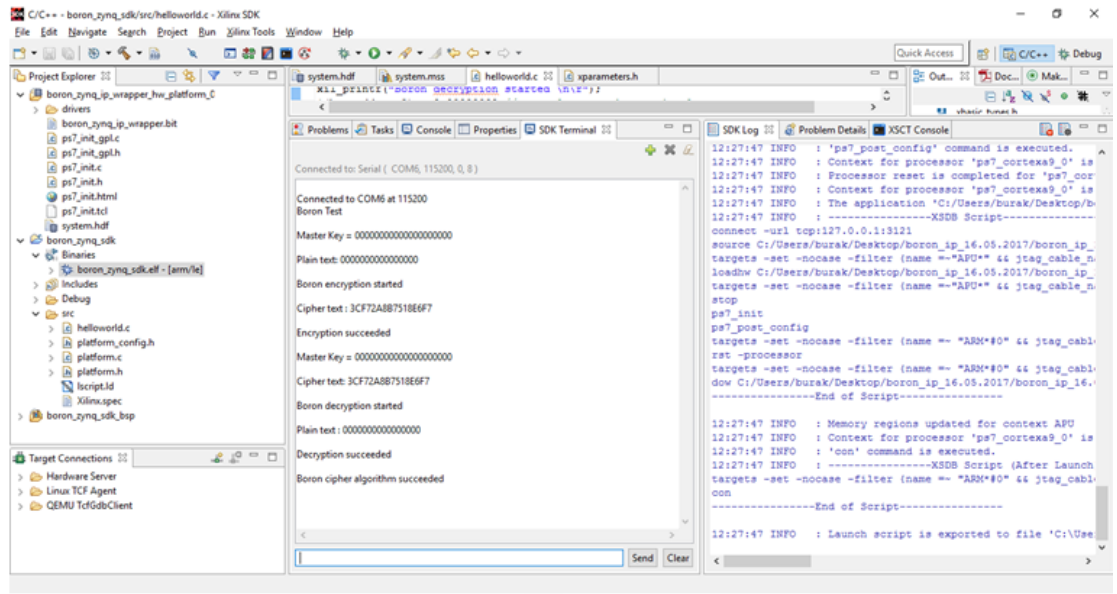 C/C++ - boron_zynq_sdk/src/helloworld.c - Xilinx SDK
File Edit Navigate Search Project Run Xilinx Tools Window Help
Quick Access
C/C++
Debug
Project Explorer
boron_zynq_ip_wrapper_hw_platform_0
drivers
boron_zynq_ip_wrapper.bit
ps7_init_gpl.c
ps7_init_gpl.h
ps7_init.c
ps7_init.h
ps7_init.html
ps7_init.tcl
system.hdf
boron_zynq_sdk
Binaries
boron_zynq_sdk.elf - [arm/le]
Includes
Debug
src
helloworld.c
platform_config.h
platform.c
platform.h
lscript.ld
Xilinx.spec
boron_zynq_sdk_bsp
Target Connections
Hardware Server
Linux TCF Agent
QEMU TcfGdbClient
system.hdf system.mss helloworld.c xparameters.h
xil_printf("Boron decryption started \n\r");
Out... Doc... Mak...
xbasic_types.h
Problems Tasks Console Properties SDK Terminal
Connected to: Serial ( COM6, 115200, 0, 8 )
Connected to COM6 at 115200
Boron Test
Master Key = 00000000000000000000
Plain text: 0000000000000000
Boron encryption started
Cipher text : 3CF72A8B7518E6F7
Encryption succeeded
Master Key = 00000000000000000000
Cipher text: 3CF72A8B7518E6F7
Boron decryption started
Plain text : 0000000000000000
Decryption succeeded
Boron cipher algorithm succeeded
Send Clear
SDK Log Problem Details XSCT Console
12:27:47 INFO : 'ps7_post_config' command is executed.
12:27:47 INFO : Context for processor 'ps7_cortexa9_0' is
12:27:47 INFO : Processor reset is completed for 'ps7_cor
12:27:47 INFO : Context for processor 'ps7_cortexa9_0' is
12:27:47 INFO : The application 'C:/Users/burak/Desktop/b
12:27:47 INFO : ----------------XSDB Script---------------
connect -url tcp:127.0.0.1:3121
source C:/Users/burak/Desktop/boron_ip_16.05.2017/boron_ip_
targets -set -nocase -filter {name =~"APU*" && jtag_cable_n
loadhw C:/Users/burak/Desktop/boron_ip_16.05.2017/boron_ip_
targets -set -nocase -filter {name =~"APU*" && jtag_cable_n
stop
ps7_init
ps7_post_config
targets -set -nocase -filter {name =~ "ARM*#0" && jtag_cabl
rst -processor
targets -set -nocase -filter {name =~ "ARM*#0" && jtag_cabl
dow C:/Users/burak/Desktop/boron_ip_16.05.2017/boron_ip_16.
----------------End of Script----------------
12:27:47 INFO : Memory regions updated for context APU
12:27:47 INFO : Context for processor 'ps7_cortexa9_0' is
12:27:47 INFO : 'con' command is executed.
12:27:47 INFO : ----------------XSDB Script (After Launch
targets -set -nocase -filter {name =~ "ARM*#0" && jtag_cabl
con
----------------End of Script----------------
12:27:47 INFO : Launch script is exported to file 'C:\Use